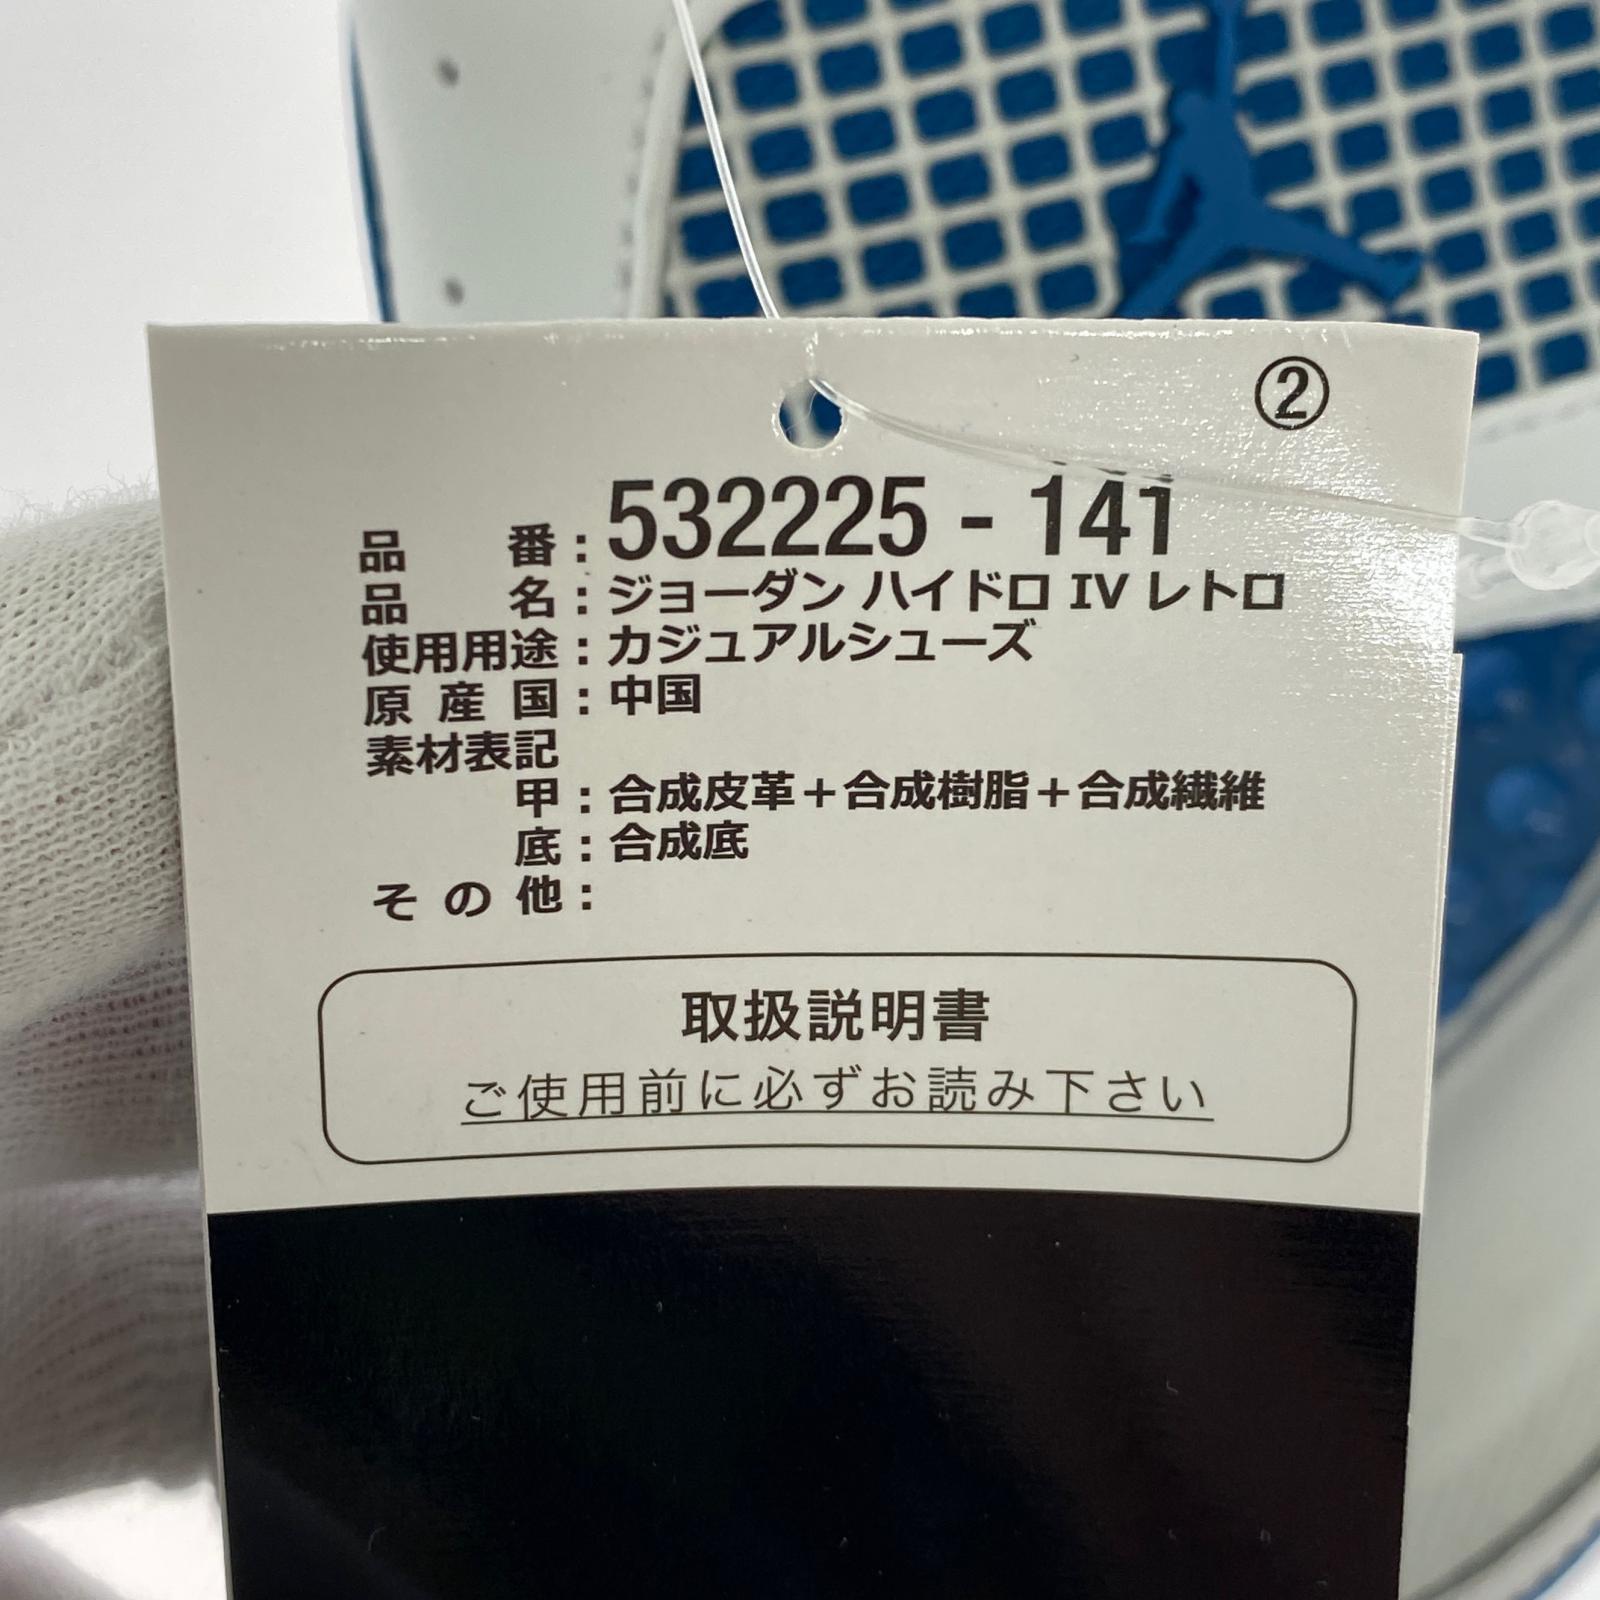 ②
品番：532225 - 141
品名：ジョーダン ハイドロ IV レトロ
使用用途：カジュアルシューズ
原産国：中国
素材表記
甲：合成皮革＋合成樹脂＋合成繊維
底：合成底
その他：
取扱説明書
ご使用前に必ずお読み下さい